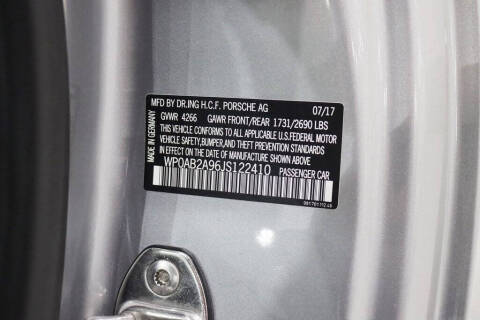 MFD BY DR.ING H.C.F. PORSCHE AG 07/17
GVWR 4266 GAWR FRONT/REAR 1731/2690 LBS
THIS VEHICLE CONFORMS TO ALL APPLICABLE U.S.FEDERAL MOTOR
VEHICLE SAFETY,BUMPER,AND THEFT PREVENTION STANDARDS
IN EFFECT ON THE DATE OF MANUFACTURE SHOWN ABOVE.
WP0AB2A96JS122410 PASSENGER CAR
MADE IN GERMANY